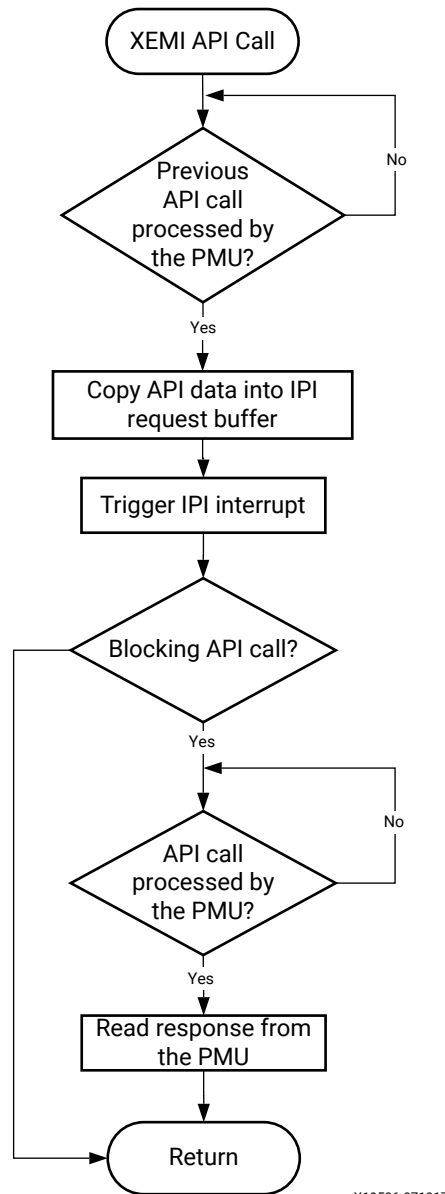 XEMI API Call
No
Previous
API call
processed by
the PMU?
Yes
Copy API data into IPI
request buffer
Trigger IPI interrupt
Blocking API call?
Yes
No
API call
processed by
the PMU?
Yes
Read response from
the PMU
Return